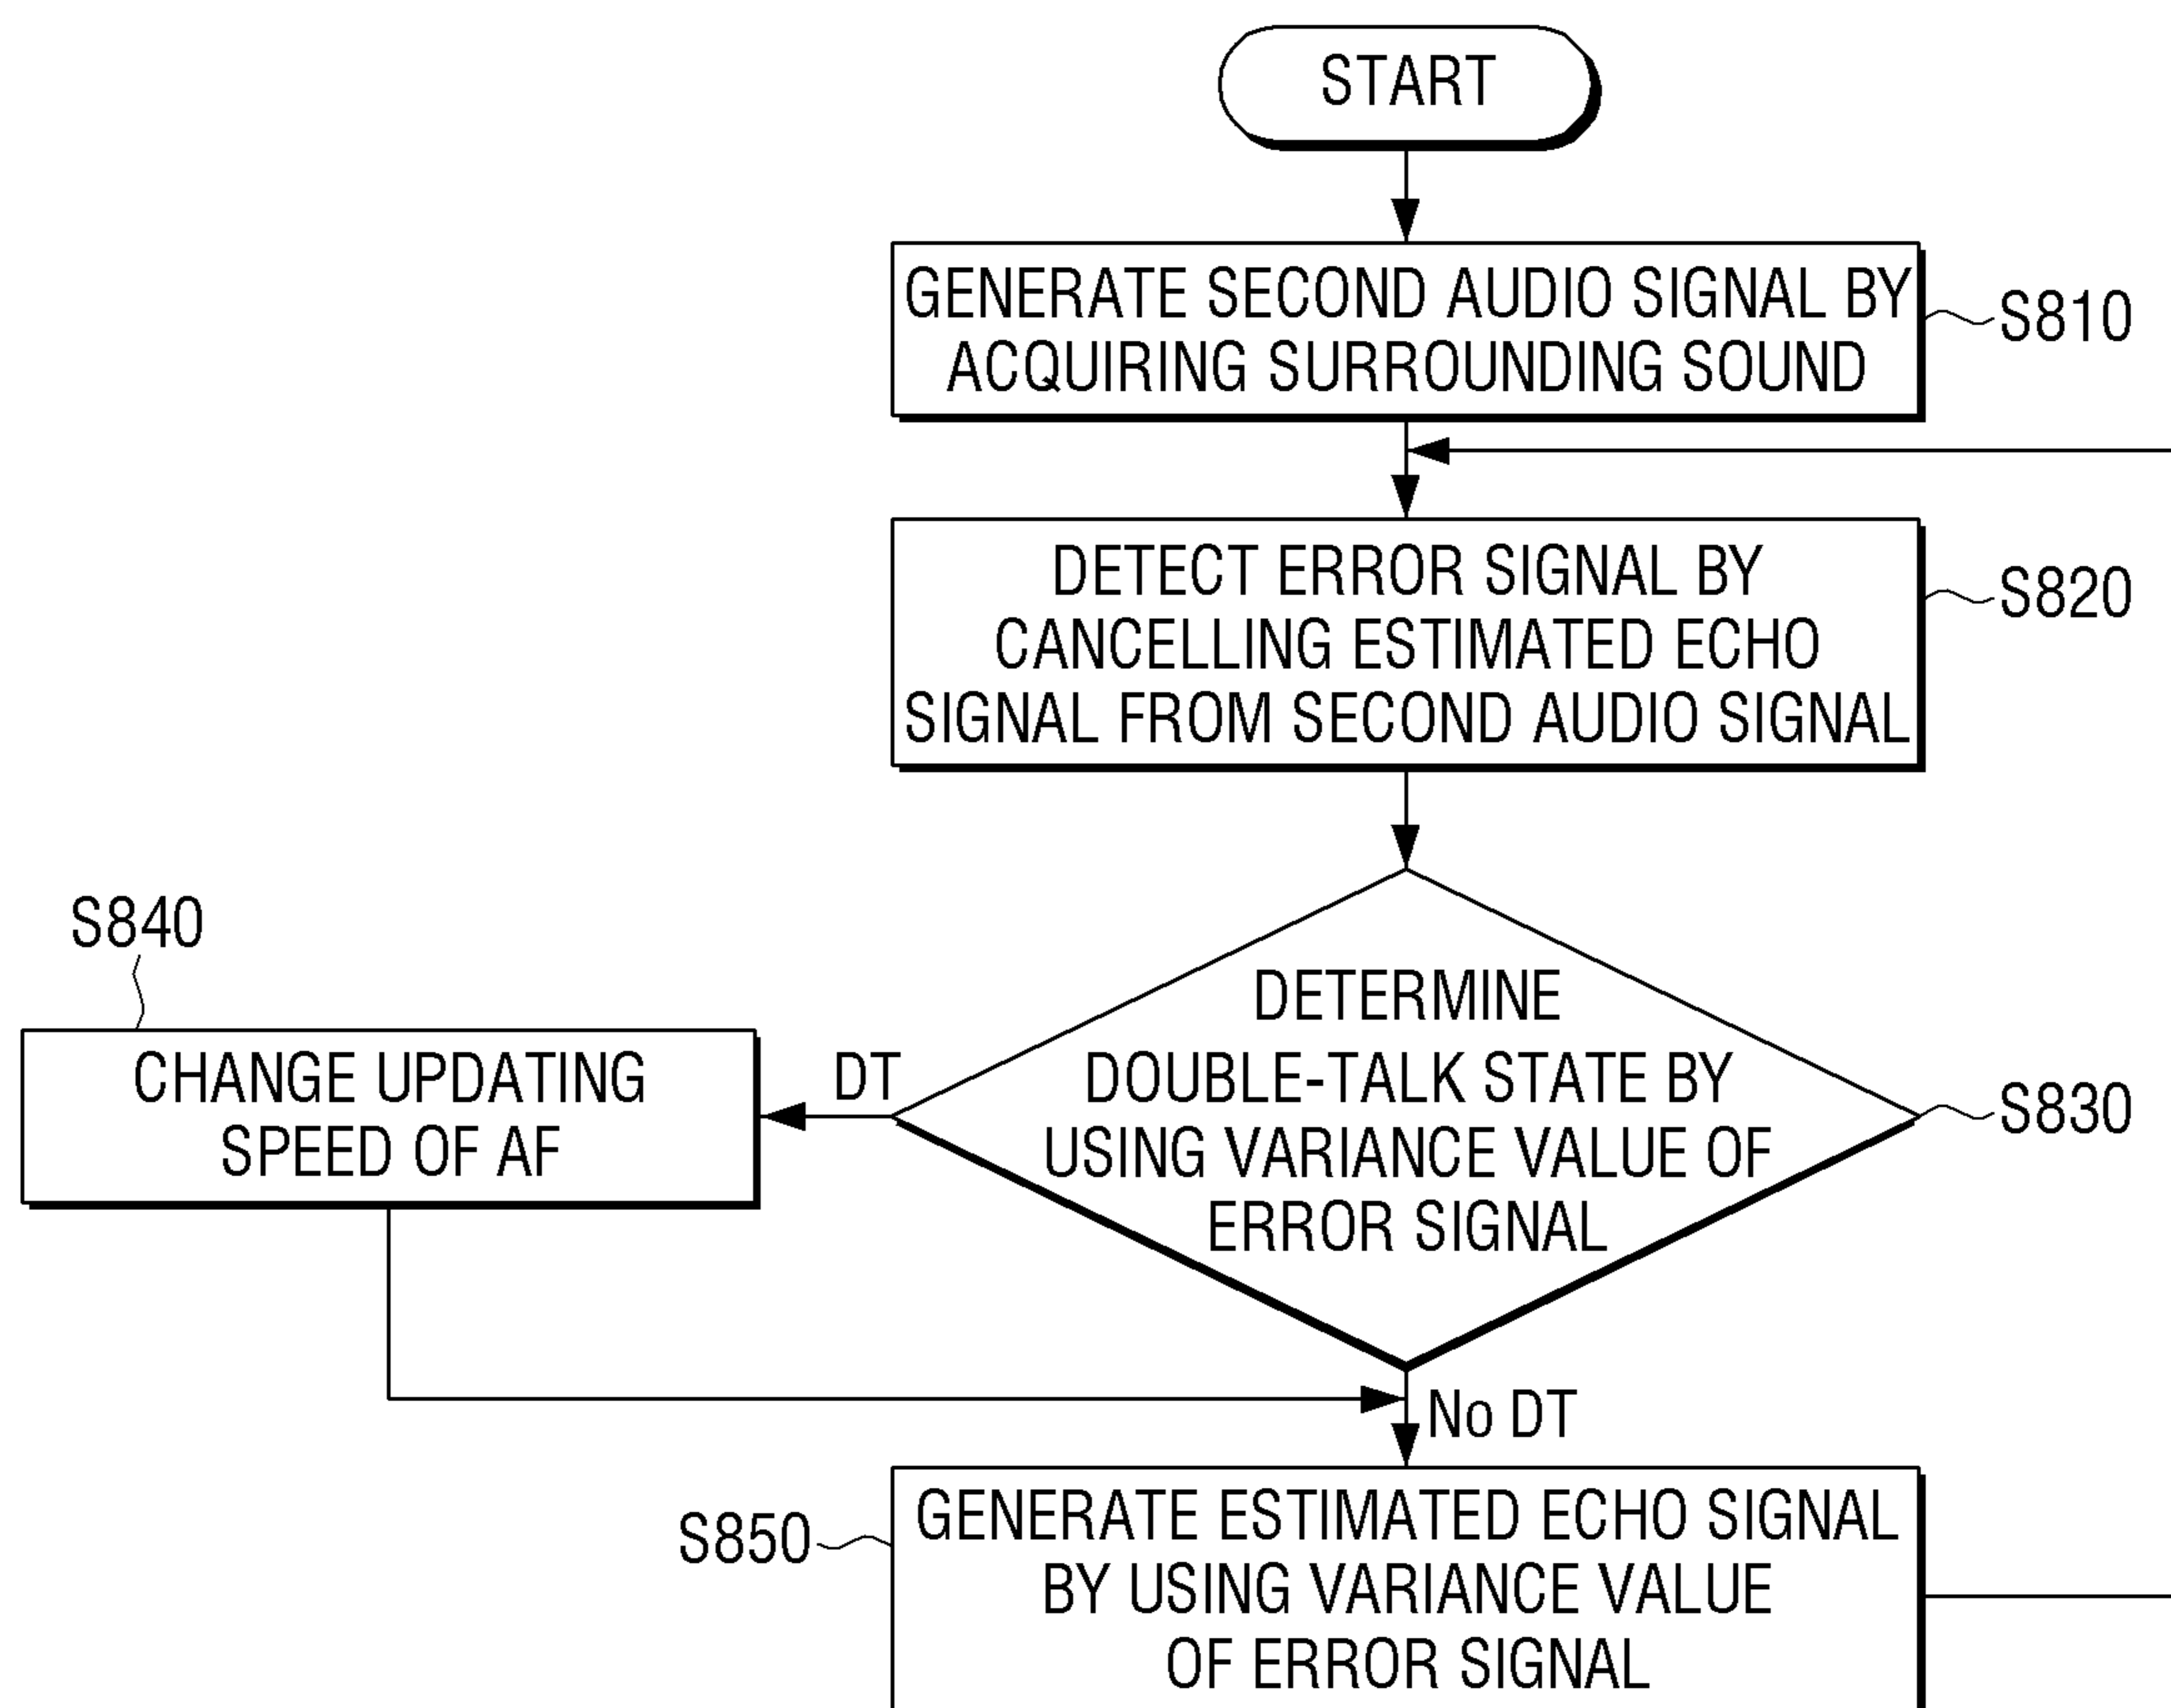 START
GENERATE SECOND AUDIO SIGNAL BY
ACQUIRING SURROUNDING SOUND
S810
DETECT ERROR SIGNAL BY
CANCELLING ESTIMATED ECHO
SIGNAL FROM SECOND AUDIO SIGNAL
S820
DETERMINE
DOUBLE-TALK STATE BY
USING VARIANCE VALUE OF
ERROR SIGNAL
S830
DT
S840
CHANGE UPDATING
SPEED OF AF
No DT
S850
GENERATE ESTIMATED ECHO SIGNAL
BY USING VARIANCE VALUE
OF ERROR SIGNAL